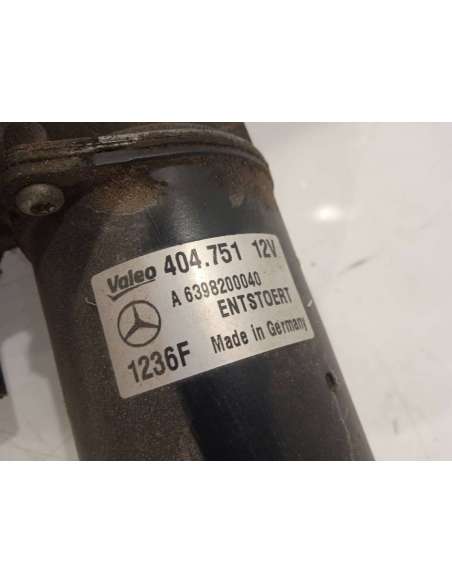 Valeo 404.751 12V
A 6398200040
ENTSTOERT
1236F Made in Germany